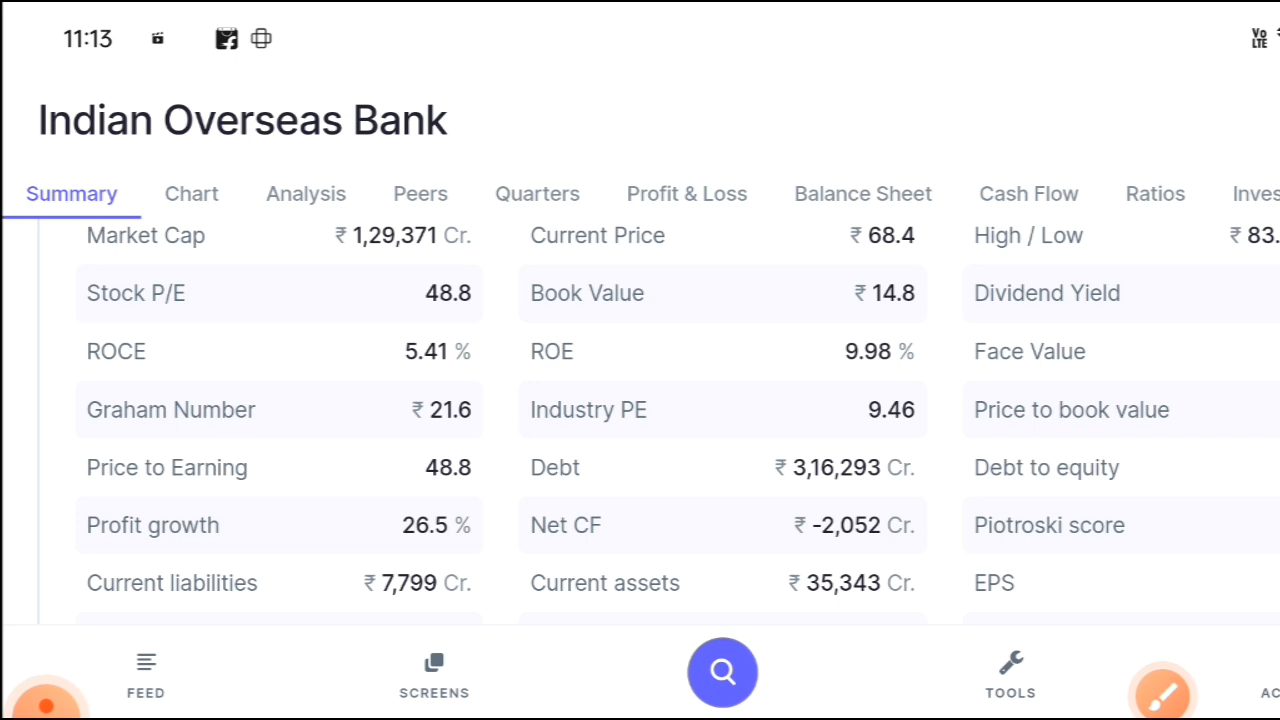 11:13 Vo LTE
Indian Overseas Bank
Summary Chart Analysis Peers Quarters Profit & Loss Balance Sheet Cash Flow Ratios Inves
Market Cap ₹ 1,29,371 Cr. Current Price ₹ 68.4 High / Low ₹ 83.
Stock P/E 48.8 Book Value ₹ 14.8 Dividend Yield
ROCE 5.41 % ROE 9.98 % Face Value
Graham Number ₹ 21.6 Industry PE 9.46 Price to book value
Price to Earning 48.8 Debt ₹ 3,16,293 Cr. Debt to equity
Profit growth 26.5 % Net CF ₹ -2,052 Cr. Piotroski score
Current liabilities ₹ 7,799 Cr. Current assets ₹ 35,343 Cr. EPS
FEED SCREENS TOOLS AC